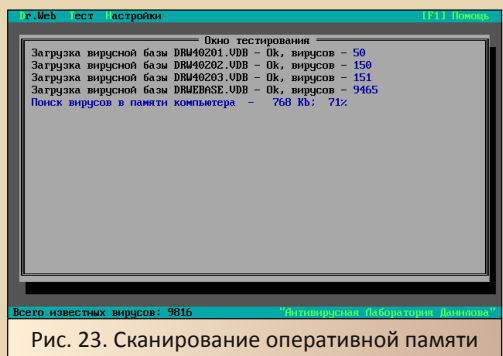 Dr.Web Тест Настройки [F1] Помощь
Окно тестирования
Загрузка вирусной базы DRW40201.VDB - Ok, вирусов - 50
Загрузка вирусной базы DRW40202.VDB - Ok, вирусов - 150
Загрузка вирусной базы DRW40203.VDB - Ok, вирусов - 151
Загрузка вирусной базы DRWEBASE.VDB - Ok, вирусов - 9465
Поиск вирусов в памяти компьютера - 768 Kb; 71%
Всего известных вирусов: 9816 "Антивирусная Лаборатория Данилова"
Рис. 23. Сканирование оперативной памяти